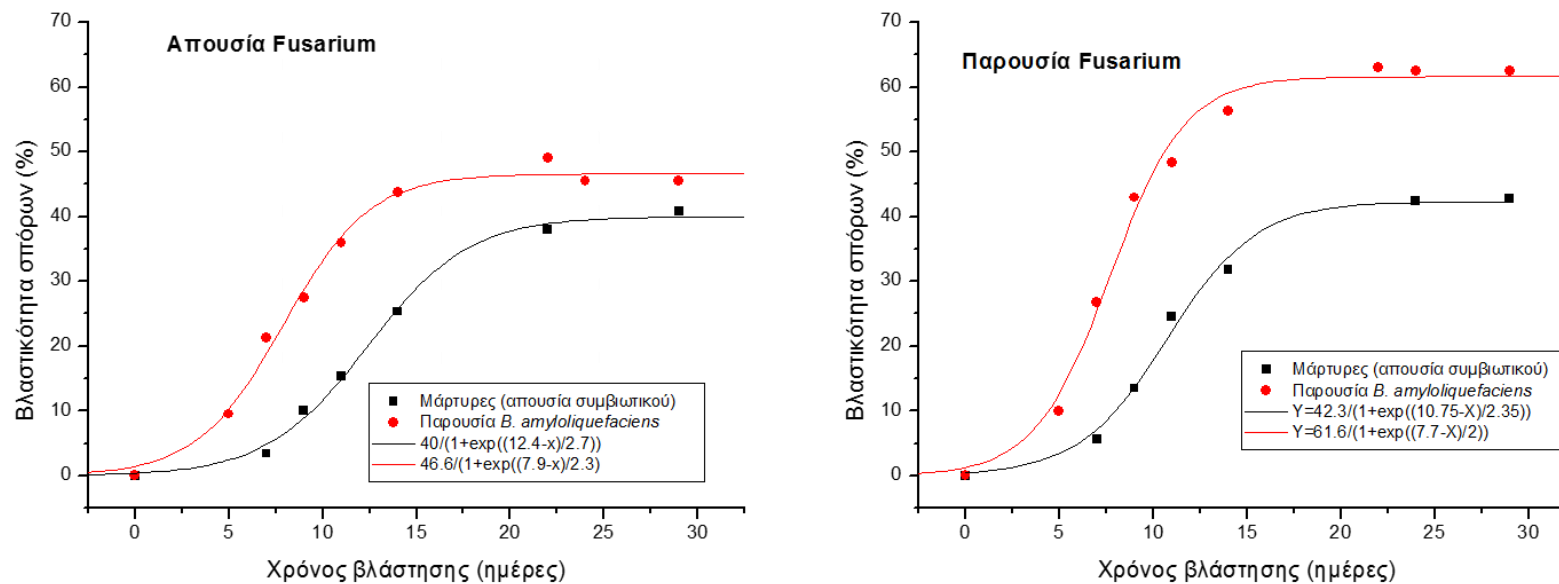 Απουσία Fusarium
Βλαστικότητα σπόρων (%)
70
60
50
40
30
20
10
0
Μάρτυρες (απουσία συμβιωτικού)
Παρουσία B. amyloliquefaciens
40/(1+exp((12.4-x)/2.7))
46.6/(1+exp((7.9-x)/2.3)
0 5 10 15 20 25 30
Χρόνος βλάστησης (ημέρες)
Παρουσία Fusarium
Βλαστικότητα σπόρων (%)
70
60
50
40
30
20
10
0
Μάρτυρες (απουσία συμβιωτικού)
Παρουσία B. amyloliquefaciens
Y=42.3/(1+exp((10.75-X)/2.35))
Y=61.6/(1+exp((7.7-X)/2))
0 5 10 15 20 25 30
Χρόνος βλάστησης (ημέρες)